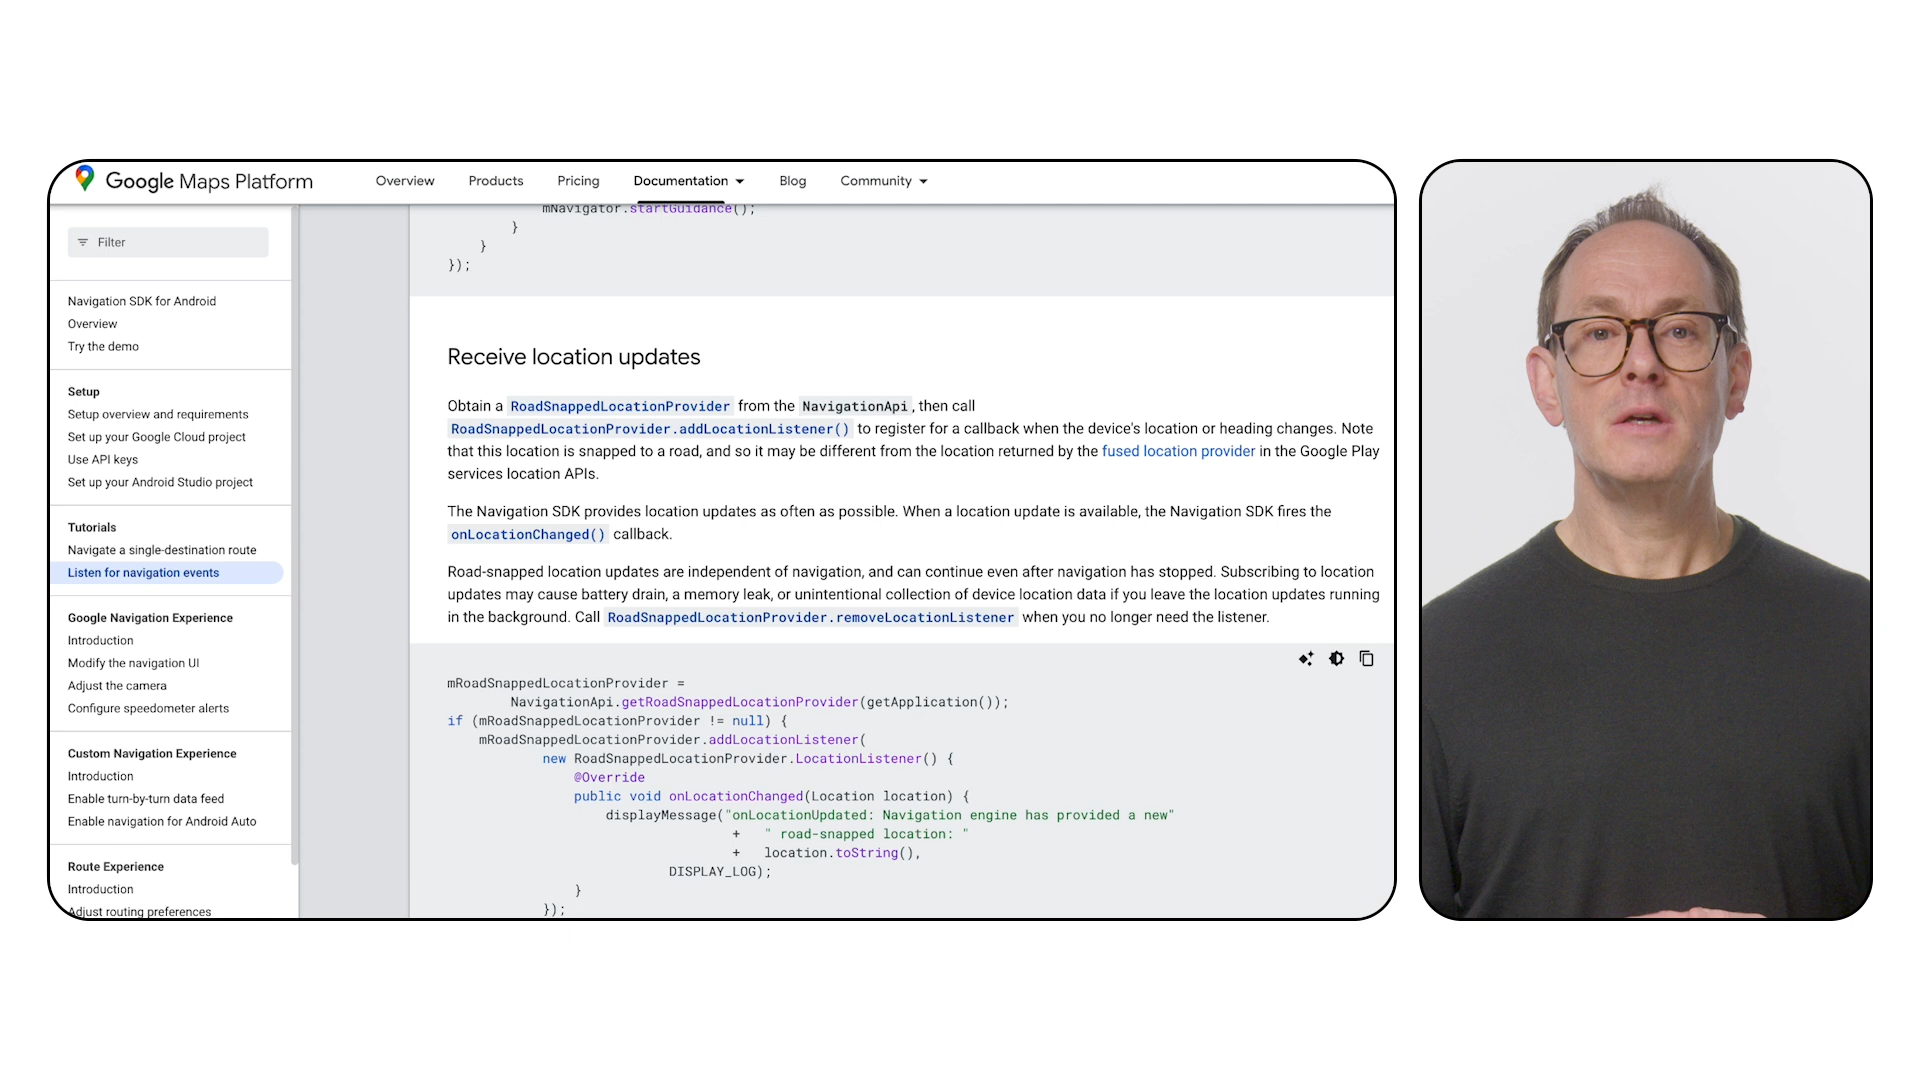 Google Maps Platform
Overview
Products
Pricing
Documentation
Blog
Community
Filter
Navigation SDK for Android
Overview
Try the demo
Setup
Setup overview and requirements
Set up your Google Cloud project
Use API keys
Set up your Android Studio project
Tutorials
Navigate a single-destination route
Listen for navigation events
Google Navigation Experience
Introduction
Modify the navigation UI
Adjust the camera
Configure speedometer alerts
Custom Navigation Experience
Introduction
Enable turn-by-turn data feed
Enable navigation for Android Auto
Route Experience
Introduction
Adjust routing preferences
mNavigator.startGuidance();
}
}
});
Receive location updates
Obtain a RoadSnappedLocationProvider from the NavigationApi, then call
RoadSnappedLocationProvider.addLocationListener() to register for a callback when the device's location or heading changes. Note
that this location is snapped to a road, and so it may be different from the location returned by the fused location provider in the Google Play
services location APIs.
The Navigation SDK provides location updates as often as possible. When a location update is available, the Navigation SDK fires the
onLocationChanged() callback.
Road-snapped location updates are independent of navigation, and can continue even after navigation has stopped. Subscribing to location
updates may cause battery drain, a memory leak, or unintentional collection of device location data if you leave the location updates running
in the background. Call RoadSnappedLocationProvider.removeLocationListener when you no longer need the listener.
mRoadSnappedLocationProvider =
NavigationApi.getRoadSnappedLocationProvider(getApplication());
if (mRoadSnappedLocationProvider != null) {
mRoadSnappedLocationProvider.addLocationListener(
new RoadSnappedLocationProvider.LocationListener() {
@Override
public void onLocationChanged(Location location) {
displayMessage("onLocationUpdated: Navigation engine has provided a new"
+ " road-snapped location: "
+ location.toString(),
DISPLAY_LOG);
}
});